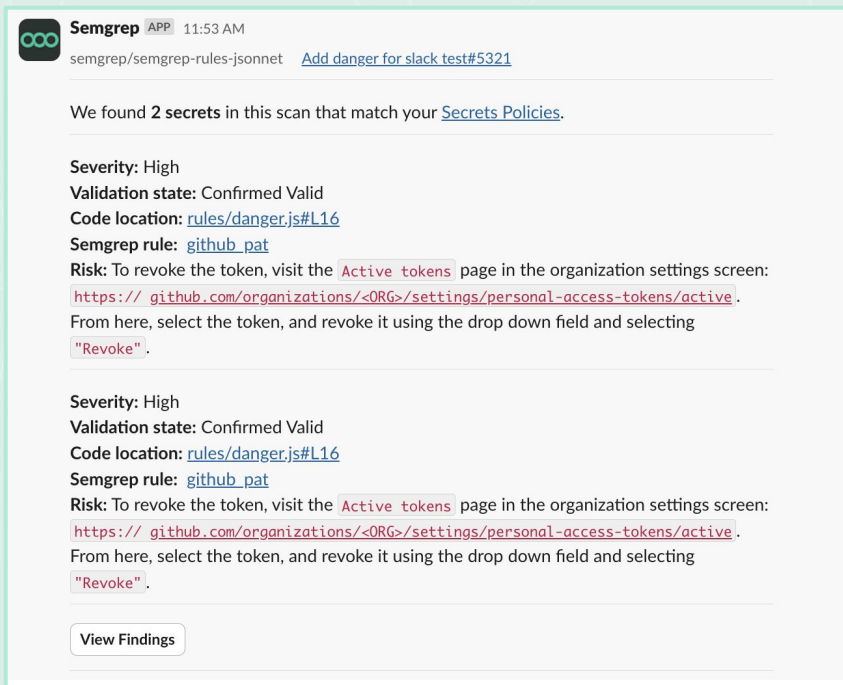 Semgrep APP 11:53 AM
semgrep/semgrep-rules-jsonnet Add danger for slack test#5321
We found 2 secrets in this scan that match your Secrets Policies.
Severity: High
Validation state: Confirmed Valid
Code location: rules/danger.js#L16
Semgrep rule: github_pat
Risk: To revoke the token, visit the Active tokens page in the organization settings screen:
https:// github.com/organizations/<ORG>/settings/personal-access-tokens/active.
From here, select the token, and revoke it using the drop down field and selecting
"Revoke".
Severity: High
Validation state: Confirmed Valid
Code location: rules/danger.js#L16
Semgrep rule: github_pat
Risk: To revoke the token, visit the Active tokens page in the organization settings screen:
https:// github.com/organizations/<ORG>/settings/personal-access-tokens/active.
From here, select the token, and revoke it using the drop down field and selecting
"Revoke".
View Findings